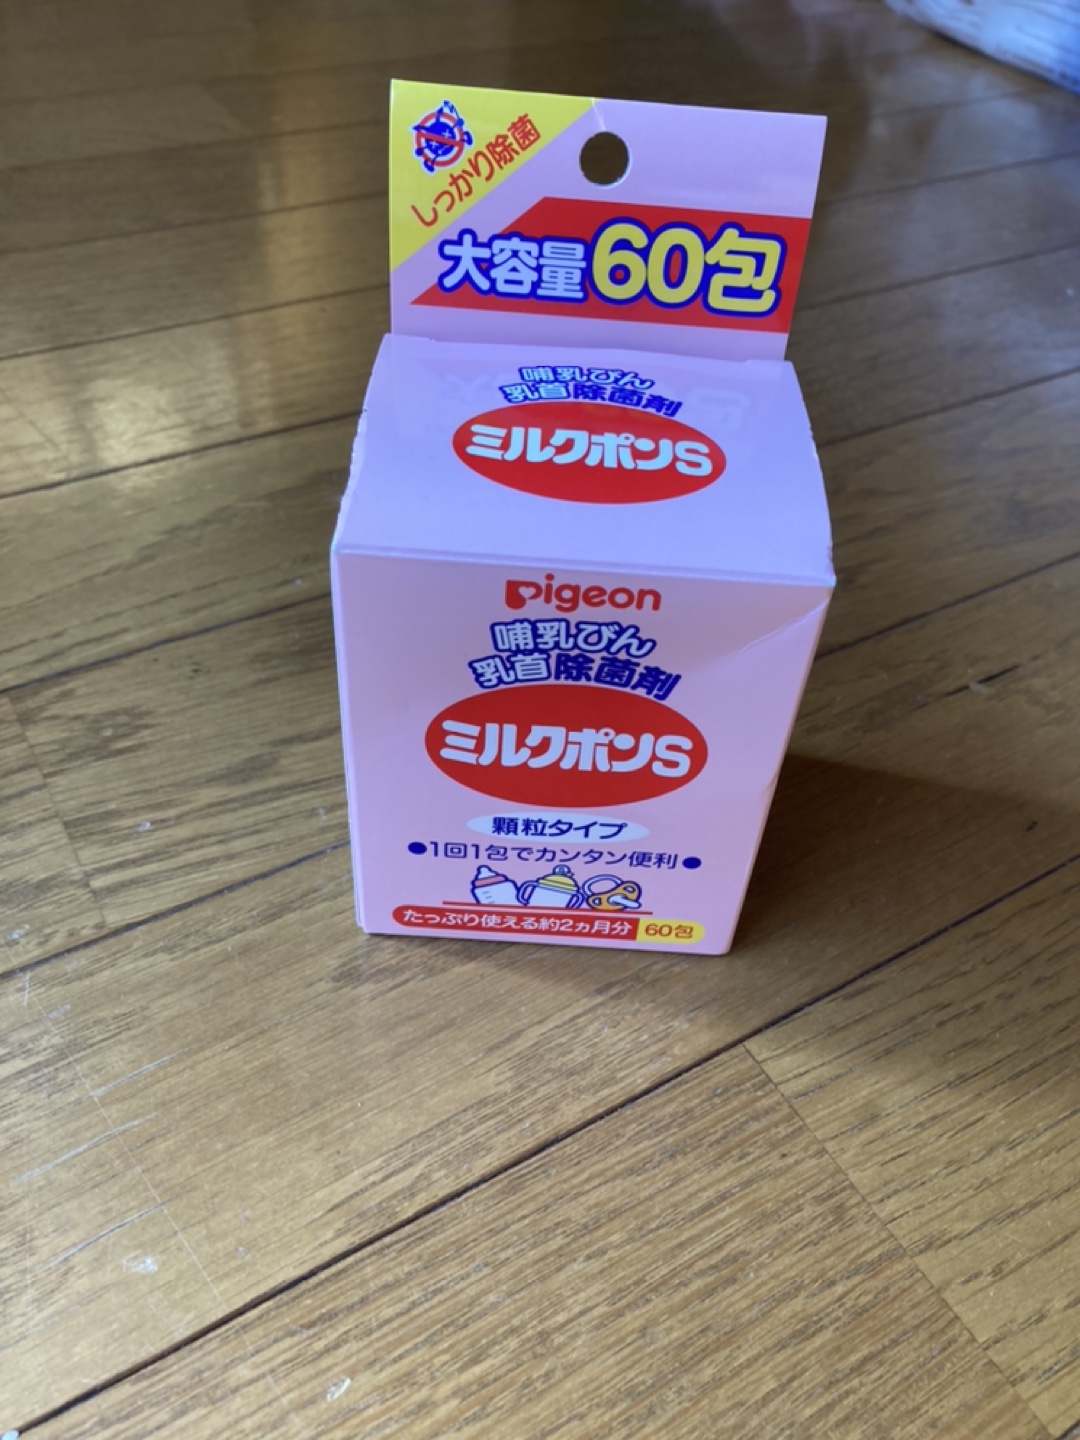 しっかり除菌
大容量60包
哺乳びん
乳首除菌剤
ミルクポンS
Pigeon
哺乳びん
乳首除菌剤
ミルクポンS
顆粒タイプ
●1回1包でカンタン便利●
たっぷり使える約2ヵ月分 60包